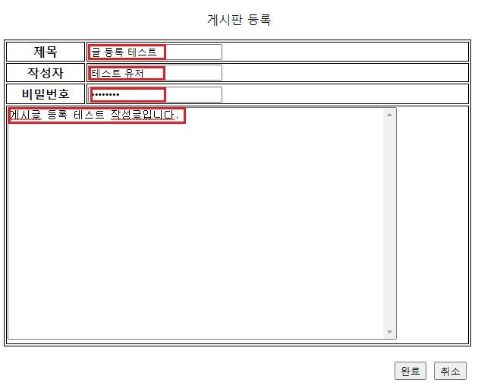 게시판 등록
제목 글 등록 테스트
작성자 테스트 유저
비밀번호 ••••••••
게시글 등록 테스트 작성글입니다.
완료 취소